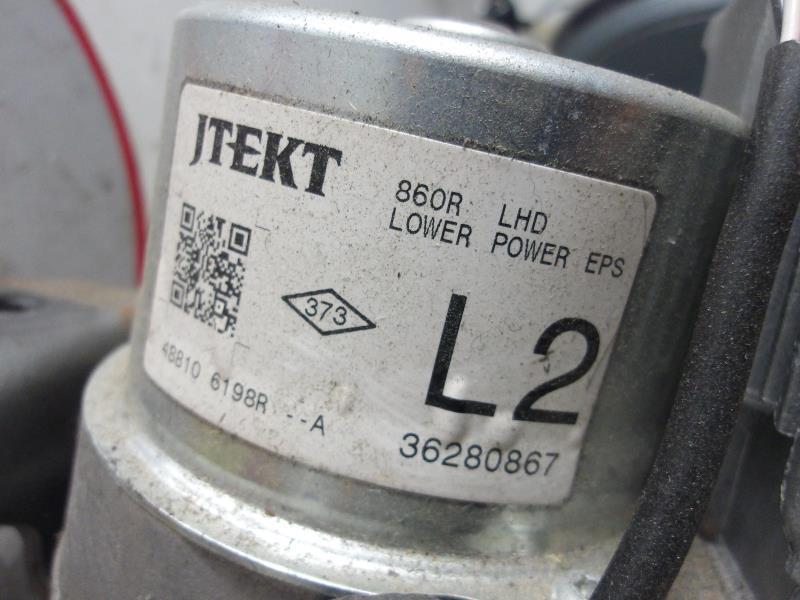 JTEKT
860R LHD
LOWER POWER EPS
373
L2
48810 6198R --A
36280867